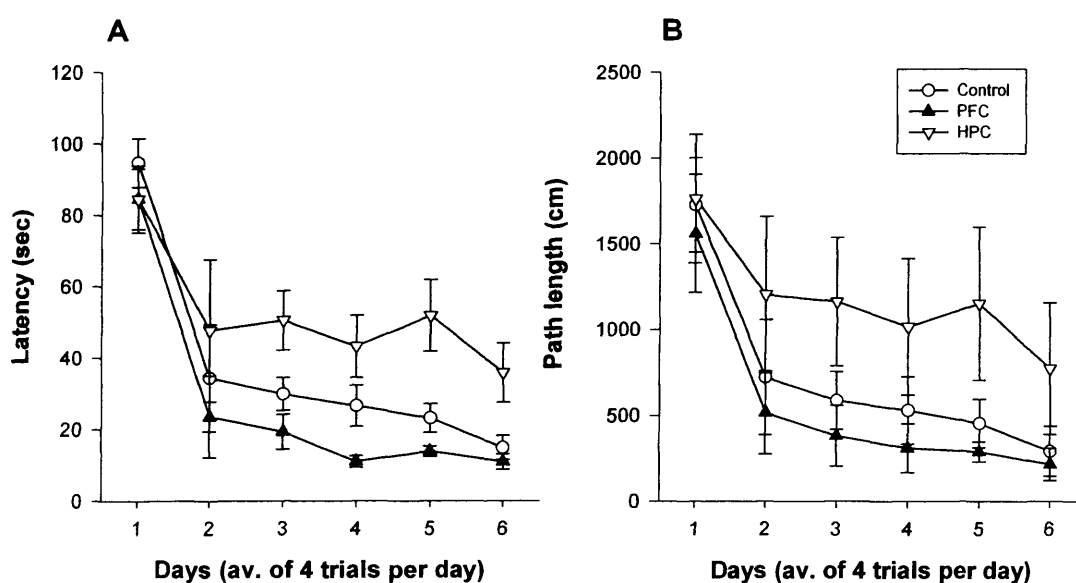 A
Latency (sec)
120
100
80
60
40
20
0
1 2 3 4 5 6
Days (av. of 4 trials per day)
B
Path length (cm)
2500
2000
1500
1000
500
0
1 2 3 4 5 6
Days (av. of 4 trials per day)
Control
PFC
HPC